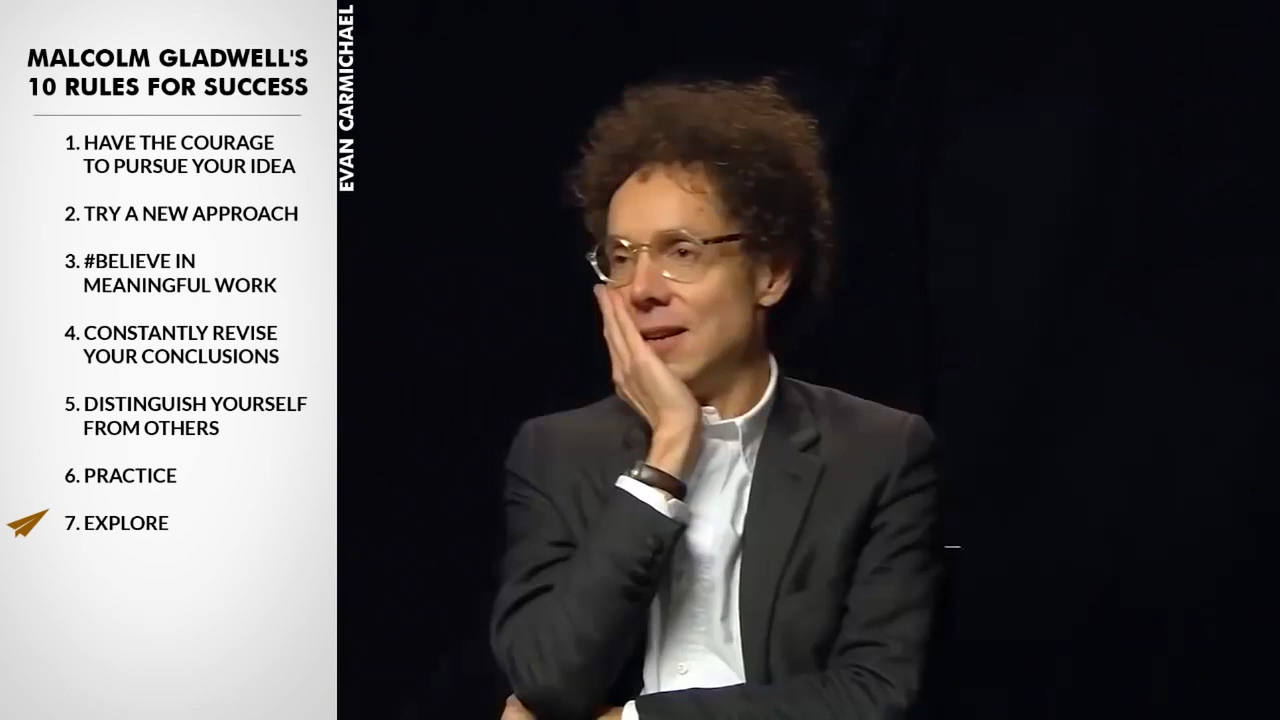 MALCOLM GLADWELL'S
10 RULES FOR SUCCESS
1. HAVE THE COURAGE
TO PURSUE YOUR IDEA
2. TRY A NEW APPROACH
3. #BELIEVE IN
MEANINGFUL WORK
4. CONSTANTLY REVISE
YOUR CONCLUSIONS
5. DISTINGUISH YOURSELF
FROM OTHERS
6. PRACTICE
7. EXPLORE
EVAN CARMICHAEL